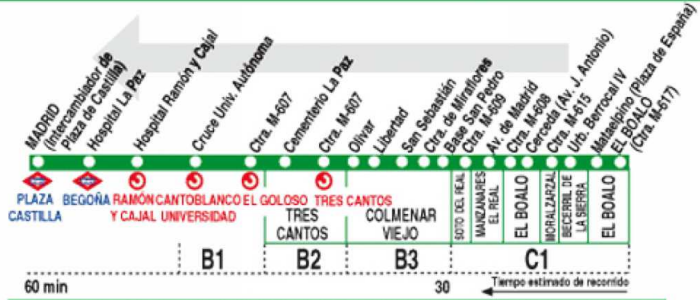 MADRID
(Intercambiador de
Plaza de Castilla)
Hospital La Paz
Hospital Ramón y Cajal
Cruce Univ. Autónoma
Ctra. M-607
Cementerio La Paz
Ctra. M-607
Olivar
Libertad
San Sebastián
Ctra. de Miraflores
Base San Pedro
Ctra. M-609
Av. de Madrid
Ctra. M-608
Cerceda (Av. J. Antonio)
Ctra. M-615
Urb. Berrocal IV
Mataelpino (Plaza de España)
EL BOALO
(Ctra. M-617)
PLAZA
CASTILLA
BEGOÑA
RAMÓN
Y CAJAL
CANTOBLANCO
UNIVERSIDAD
EL GOLOSO
TRES CANTOS
TRES
CANTOS
COLMENAR
VIEJO
SOTO DEL REAL
MANZANARES
EL REAL
EL BOALO
MORALZARZAL
BECERRIL DE
LA SIERRA
EL BOALO
B1
B2
B3
C1
60 min
30
Tiempo estimado de recorrido